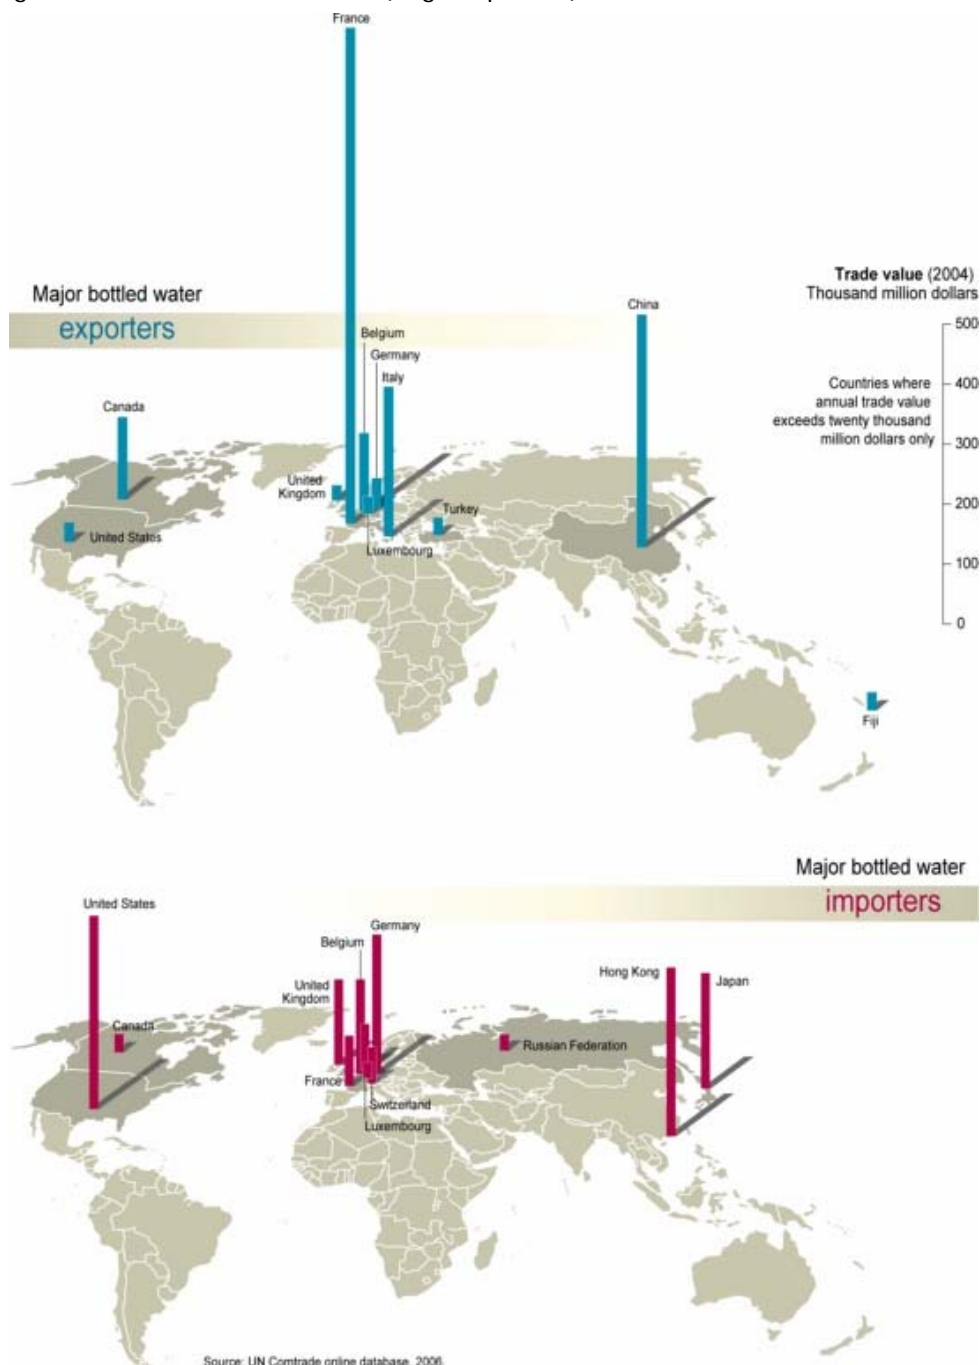 France
Major bottled water
exporters
Trade value (2004)
Thousand million dollars
China
500
400
300
200
100
0
Countries where
annual trade value
exceeds twenty thousand
million dollars only
Belgium
Germany
Italy
Canada
United
Kingdom
Turkey
United States
Luxembourg
Fiji
Major bottled water
importers
United States
Germany
Belgium
United
Kingdom
Hong Kong
Japan
Canada
Russian Federation
France
Switzerland
Luxembourg
Source: UN Comtrade online database, 2006.